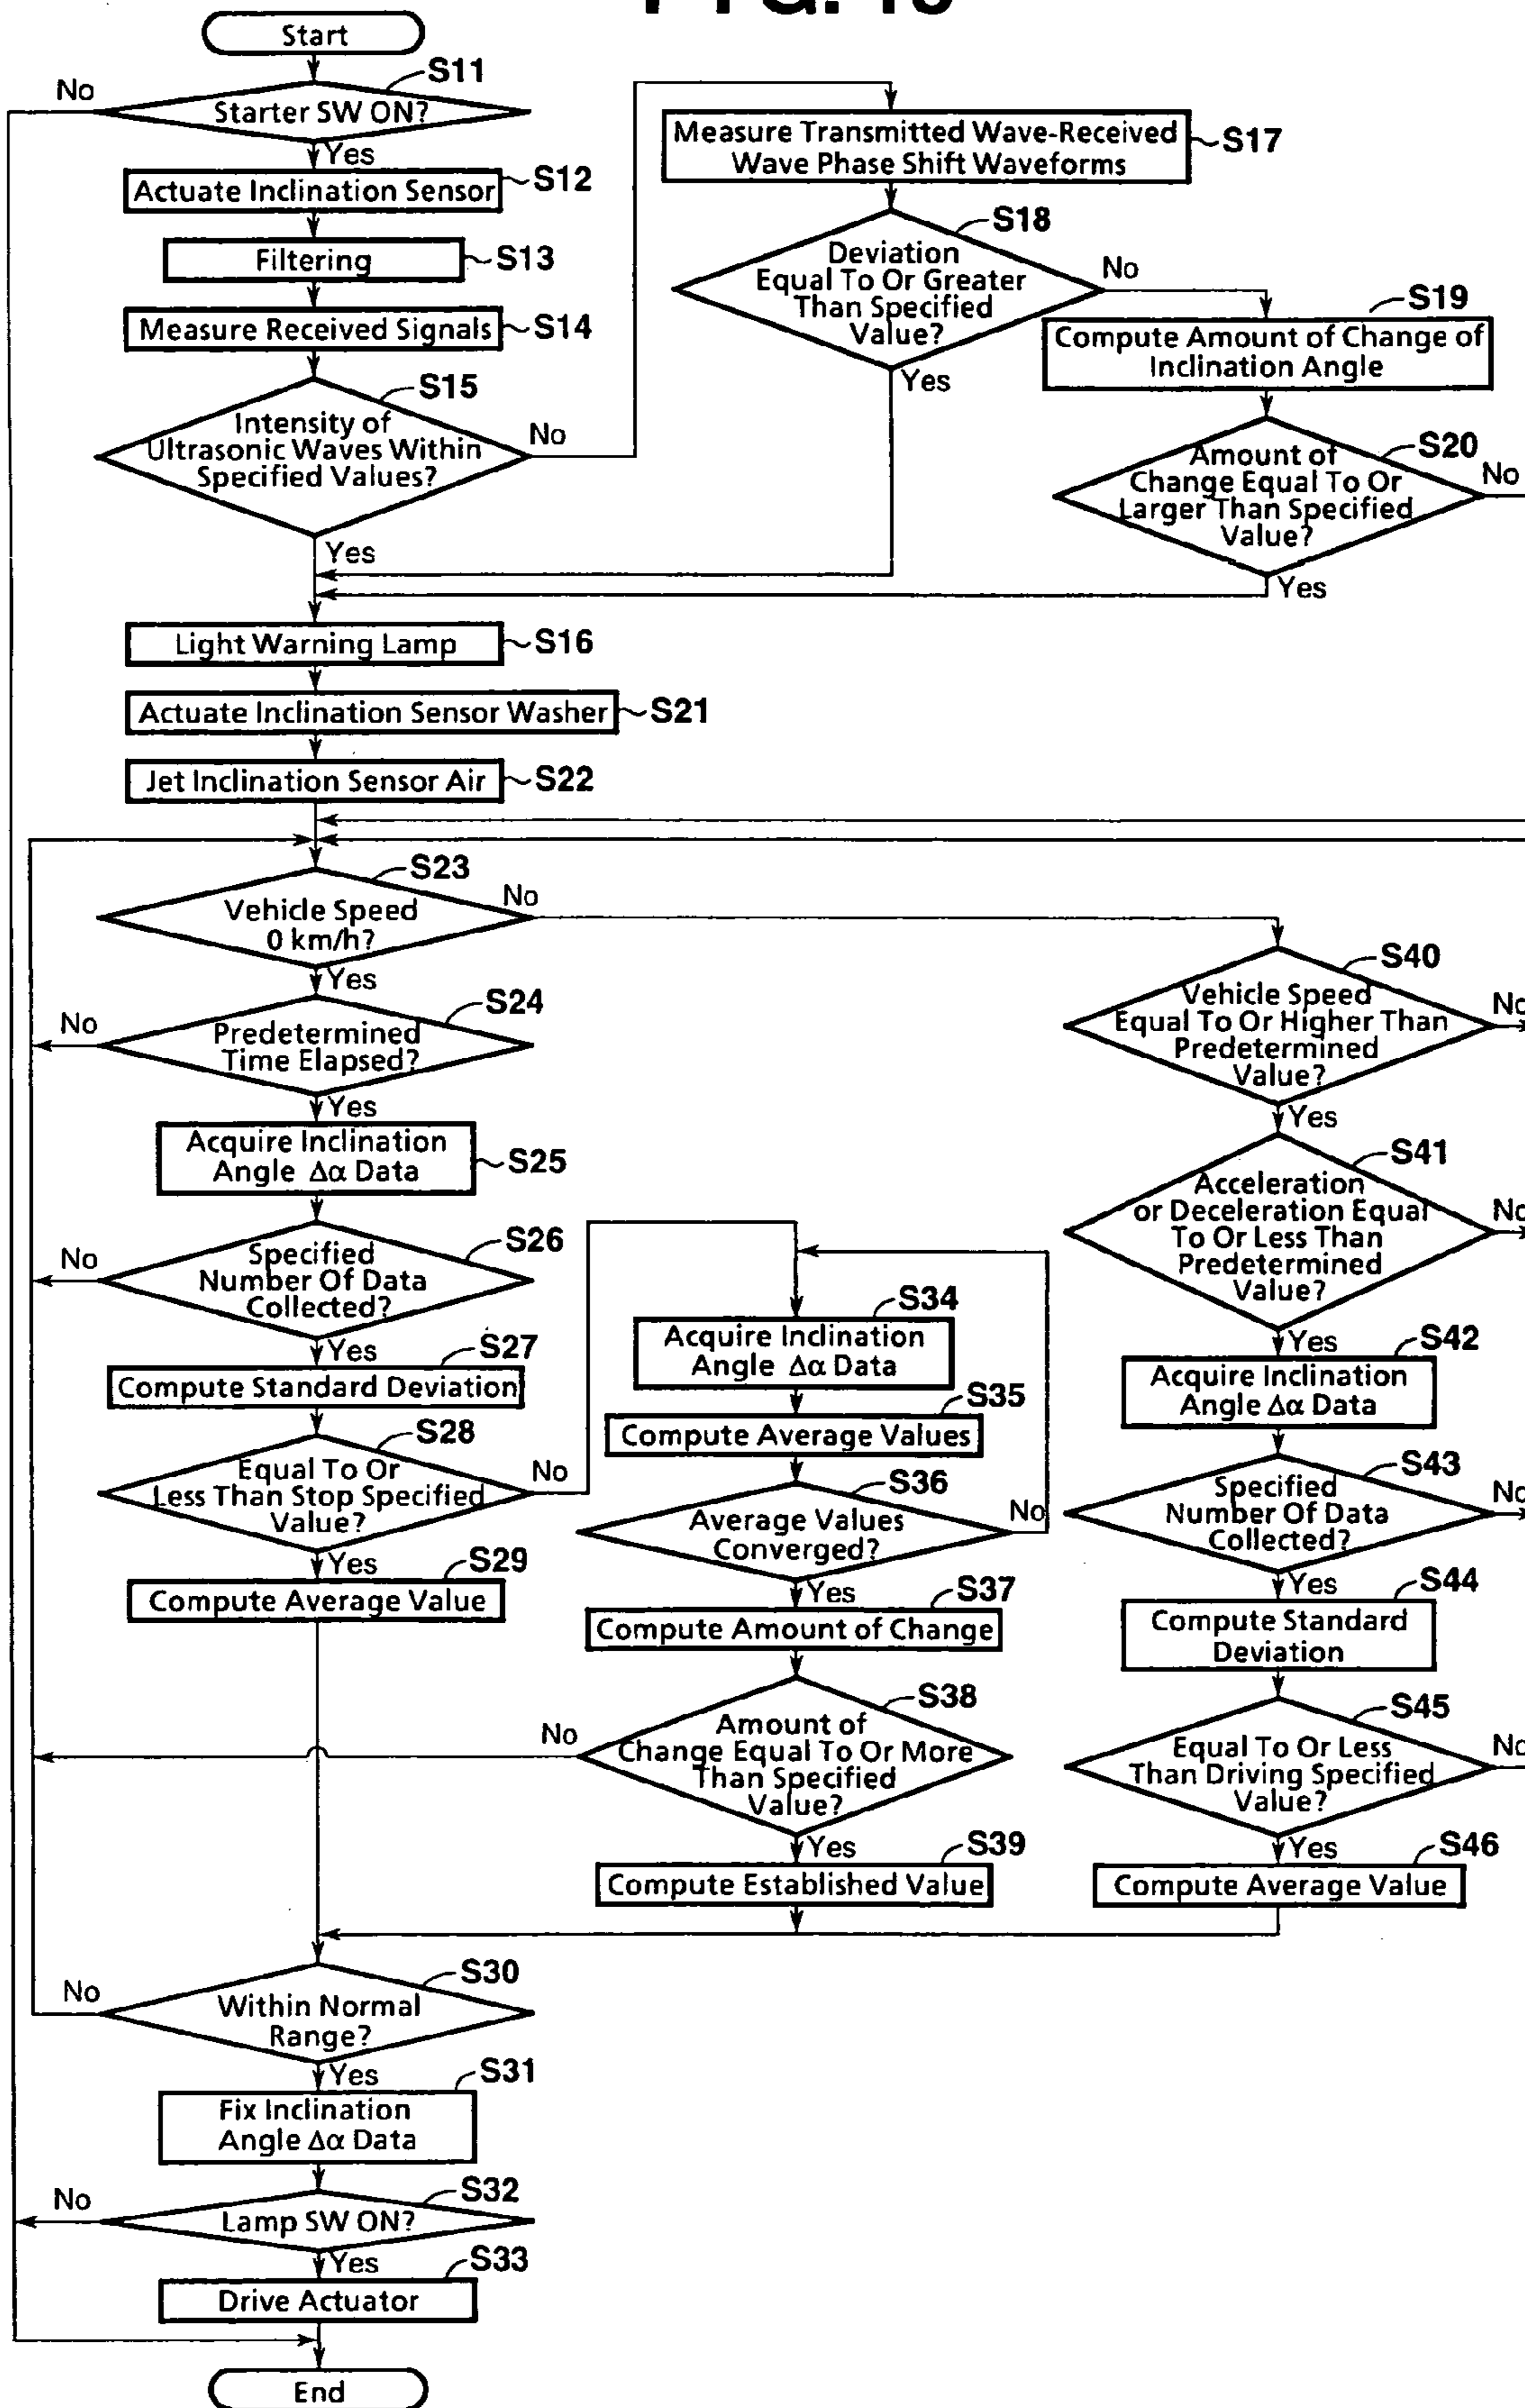 Start
S11
No
Starter SW ON?
Yes
Actuate Inclination Sensor
S12
Filtering
S13
Measure Received Signals
S14
S15
Intensity of
Ultrasonic Waves Within
Specified Values?
No
Yes
Measure Transmitted Wave-Received
Wave Phase Shift Waveforms
S17
S18
Deviation
Equal To Or Greater
Than Specified
Value?
No
Yes
S19
Compute Amount of Change of
Inclination Angle
S20
Amount of
Change Equal To Or
Larger Than Specified
Value?
No
Yes
Light Warning Lamp
S16
Actuate Inclination Sensor Washer
S21
Jet Inclination Sensor Air
S22
S23
Vehicle Speed
0 km/h?
No
Yes
S24
No
Predetermined
Time Elapsed?
Yes
Acquire Inclination
Angle Δα Data
S25
S26
No
Specified
Number Of Data
Collected?
Yes
S27
Compute Standard Deviation
S28
Equal To Or
Less Than Stop Specified
Value?
No
Yes
S29
Compute Average Value
S34
Acquire Inclination
Angle Δα Data
S35
Compute Average Values
S36
Average Values
Converged?
No
Yes
S37
Compute Amount of Change
S38
No
Amount of
Change Equal To Or More
Than Specified
Value?
Yes
S39
Compute Established Value
S40
Vehicle Speed
Equal To Or Higher Than
Predetermined
Value?
No
Yes
S41
Acceleration
or Deceleration Equal
To Or Less Than
Predetermined
Value?
No
Yes
S42
Acquire Inclination
Angle Δα Data
S43
Specified
Number Of Data
Collected?
No
Yes
S44
Compute Standard
Deviation
S45
Equal To Or Less
Than Driving Specified
Value?
No
Yes
S46
Compute Average Value
S30
No
Within Normal
Range?
Yes
S31
Fix Inclination
Angle Δα Data
S32
No
Lamp SW ON?
Yes
S33
Drive Actuator
End